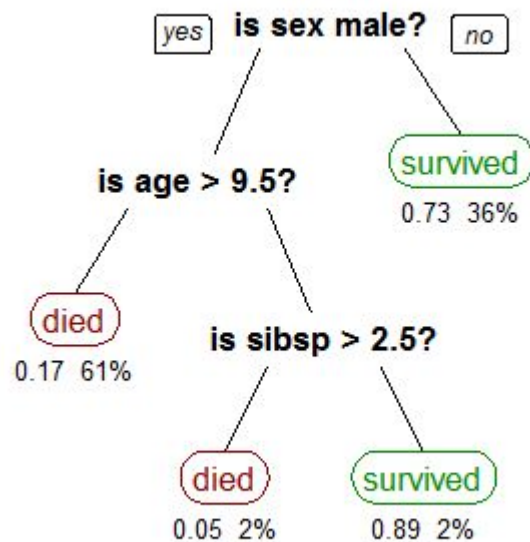 yes is sex male? no
is age > 9.5?
survived
0.73 36%
died
0.17 61%
is sibsp > 2.5?
died
0.05 2%
survived
0.89 2%